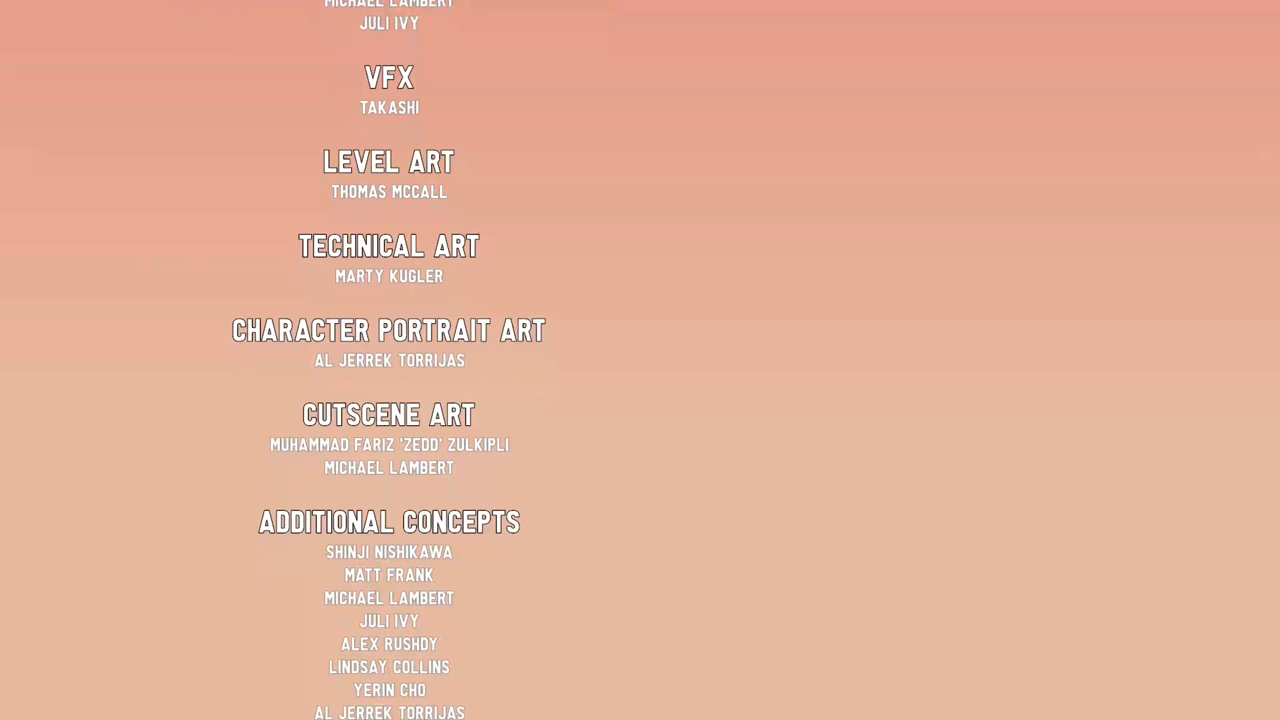 MICHAEL LAMBERT
JULI IVY
VFX
TAKASHI
LEVEL ART
THOMAS MCCALL
TECHNICAL ART
MARTY KUGLER
CHARACTER PORTRAIT ART
AL JERREK TORRIJAS
CUTSCENE ART
MUHAMMAD FARIZ 'ZEDD' ZULKIPLI
MICHAEL LAMBERT
ADDITIONAL CONCEPTS
SHINJI NISHIKAWA
MATT FRANK
MICHAEL LAMBERT
JULI IVY
ALEX RUSHDY
LINDSAY COLLINS
YERIN CHO
AL JERREK TORRIJAS